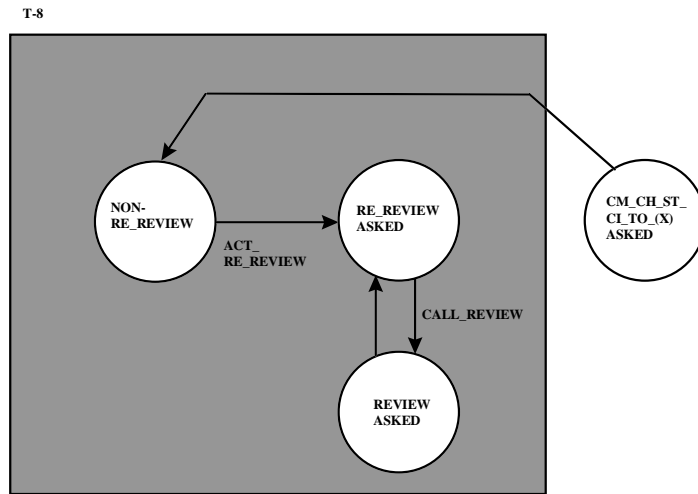 T-8
NON-
RE_REVIEW
RE_REVIEW
ASKED
CM_CH_ST_
CI_TO_(X)
ASKED
ACT_
RE_REVIEW
CALL_REVIEW
REVIEW
ASKED